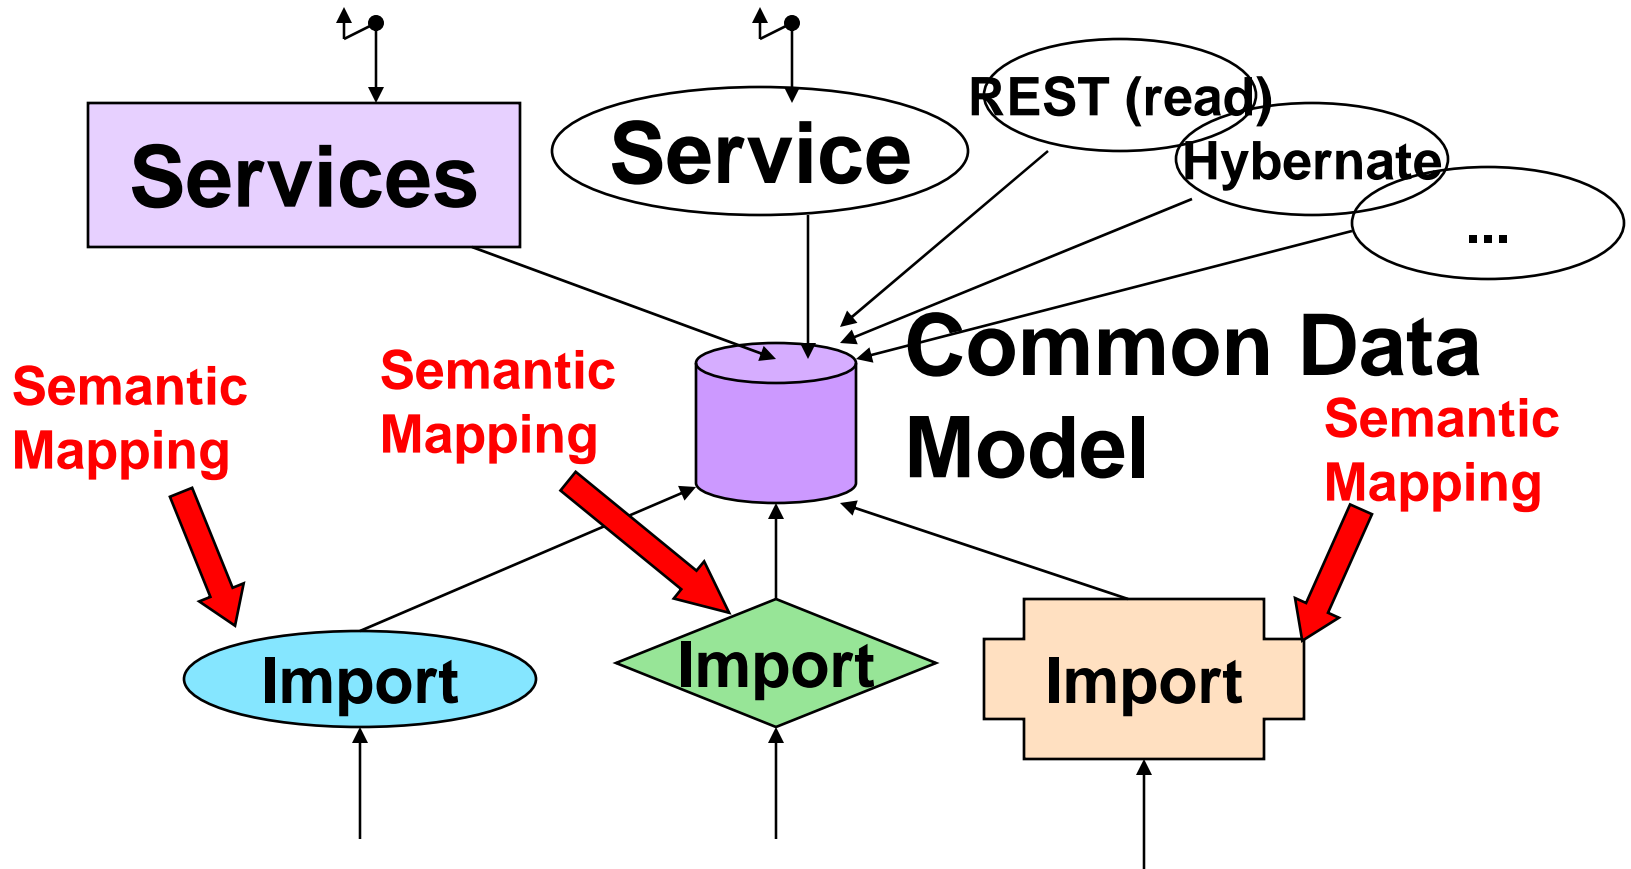 REST (read)
Services
Service
Hybernate
...
Common Data
Model
Semantic
Mapping
Semantic
Mapping
Semantic
Mapping
Import
Import
Import